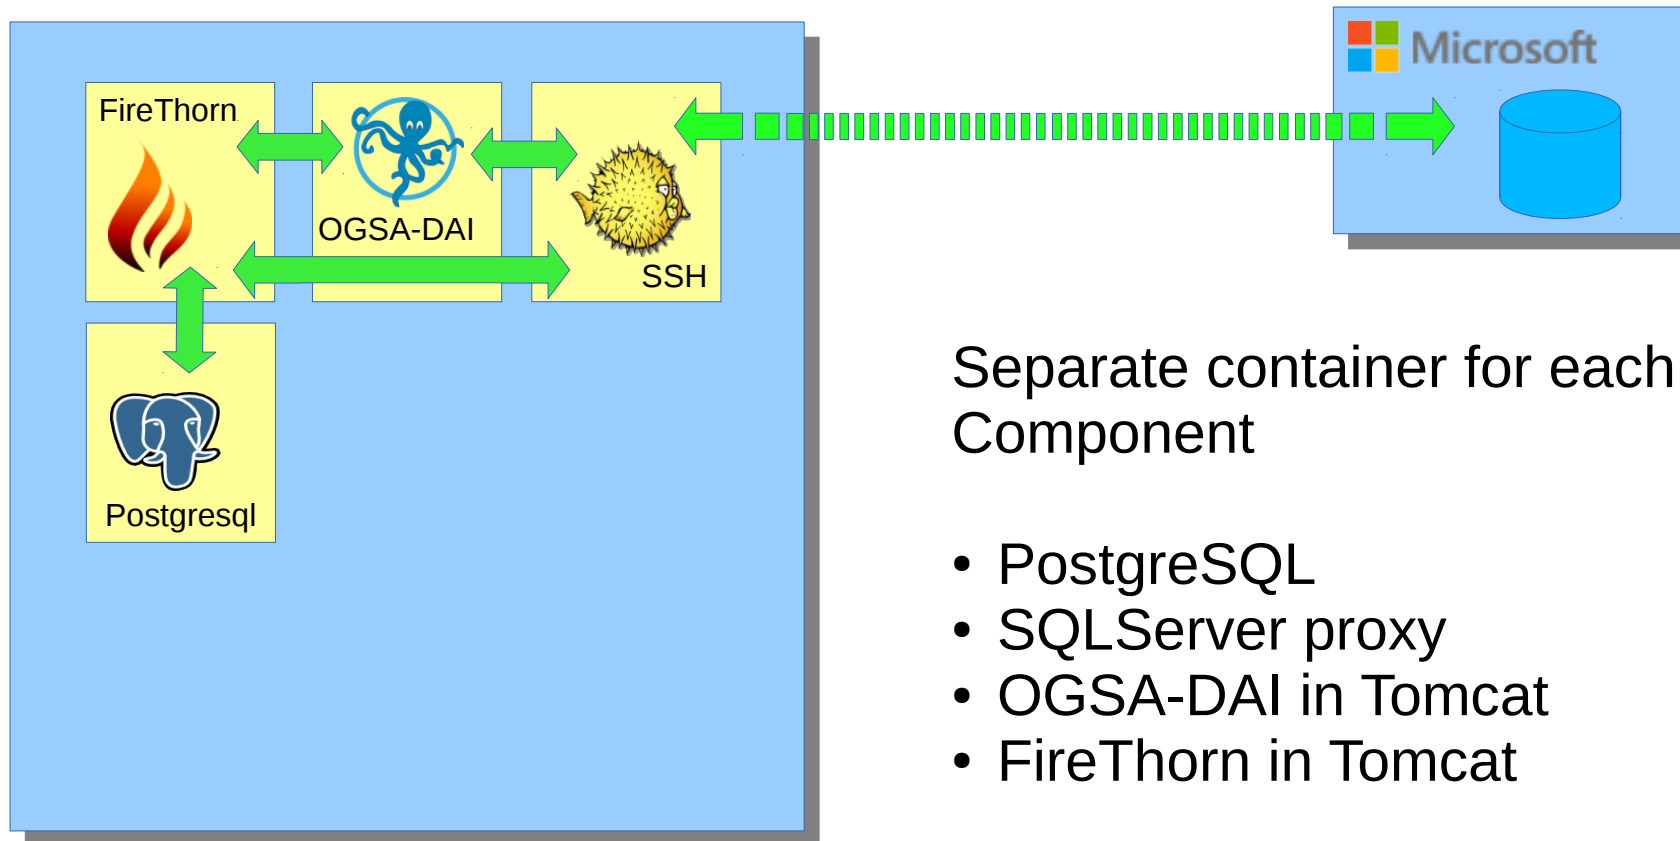 FireThorn
OGSA-DAI
SSH
Postgresql
Microsoft
Separate container for each
Component
• PostgreSQL
• SQLServer proxy
• OGSA-DAI in Tomcat
• FireThorn in Tomcat